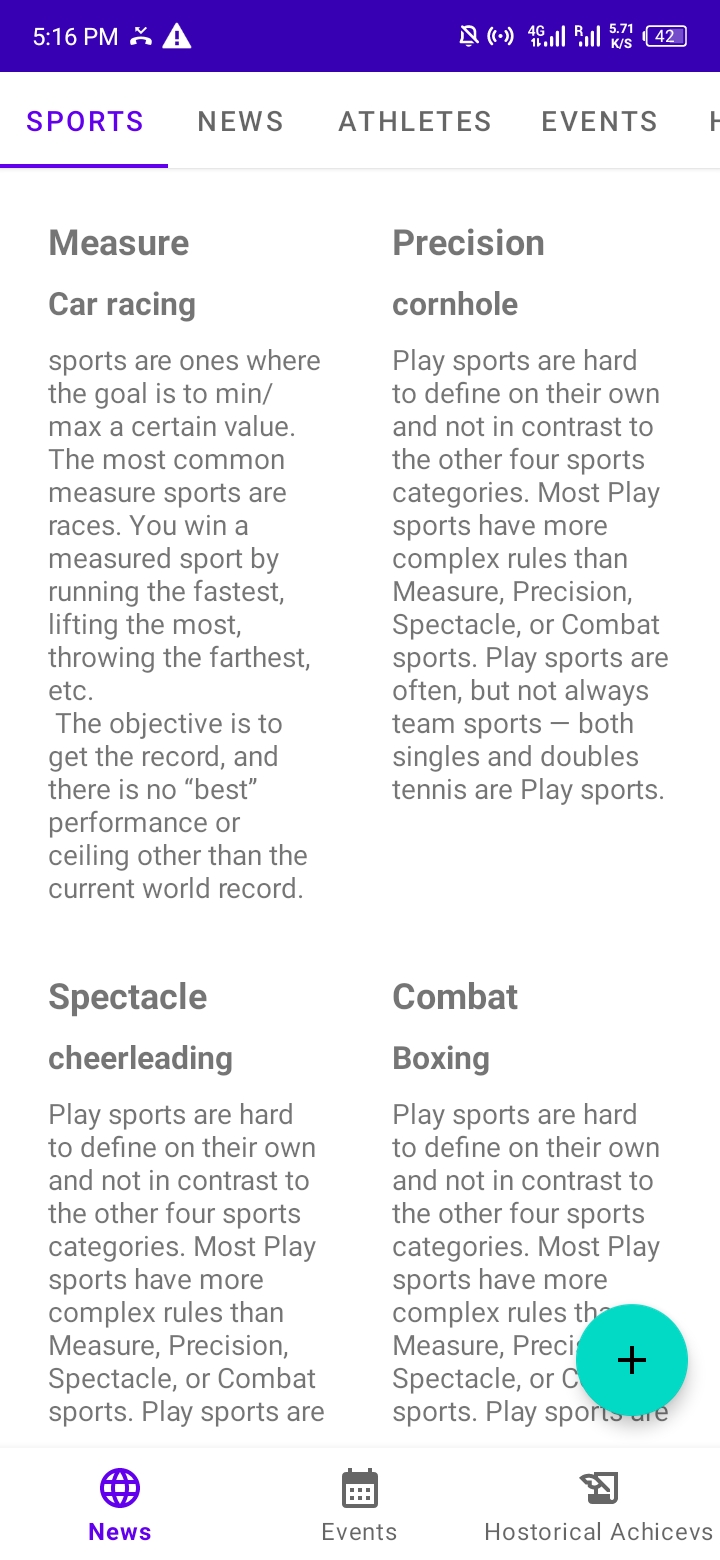 5:16 PM
4G
R
5.71
K/S
42
SPORTS NEWS ATHLETES EVENTS
Measure
Car racing
sports are ones where
the goal is to min/
max a certain value.
The most common
measure sports are
races. You win a
measured sport by
running the fastest,
lifting the most,
throwing the farthest,
etc.
The objective is to
get the record, and
there is no “best”
performance or
ceiling other than the
current world record.
Precision
cornhole
Play sports are hard
to define on their own
and not in contrast to
the other four sports
categories. Most Play
sports have more
complex rules than
Measure, Precision,
Spectacle, or Combat
sports. Play sports are
often, but not always
team sports — both
singles and doubles
tennis are Play sports.
Spectacle
cheerleading
Play sports are hard
to define on their own
and not in contrast to
the other four sports
categories. Most Play
sports have more
complex rules than
Measure, Precision,
Spectacle, or Combat
sports. Play sports are
Combat
Boxing
Play sports are hard
to define on their own
and not in contrast to
the other four sports
categories. Most Play
sports have more
complex rules
Measure,
Spectacle, or
sports. Play sports are
News
Events
Hostorical Achicevs